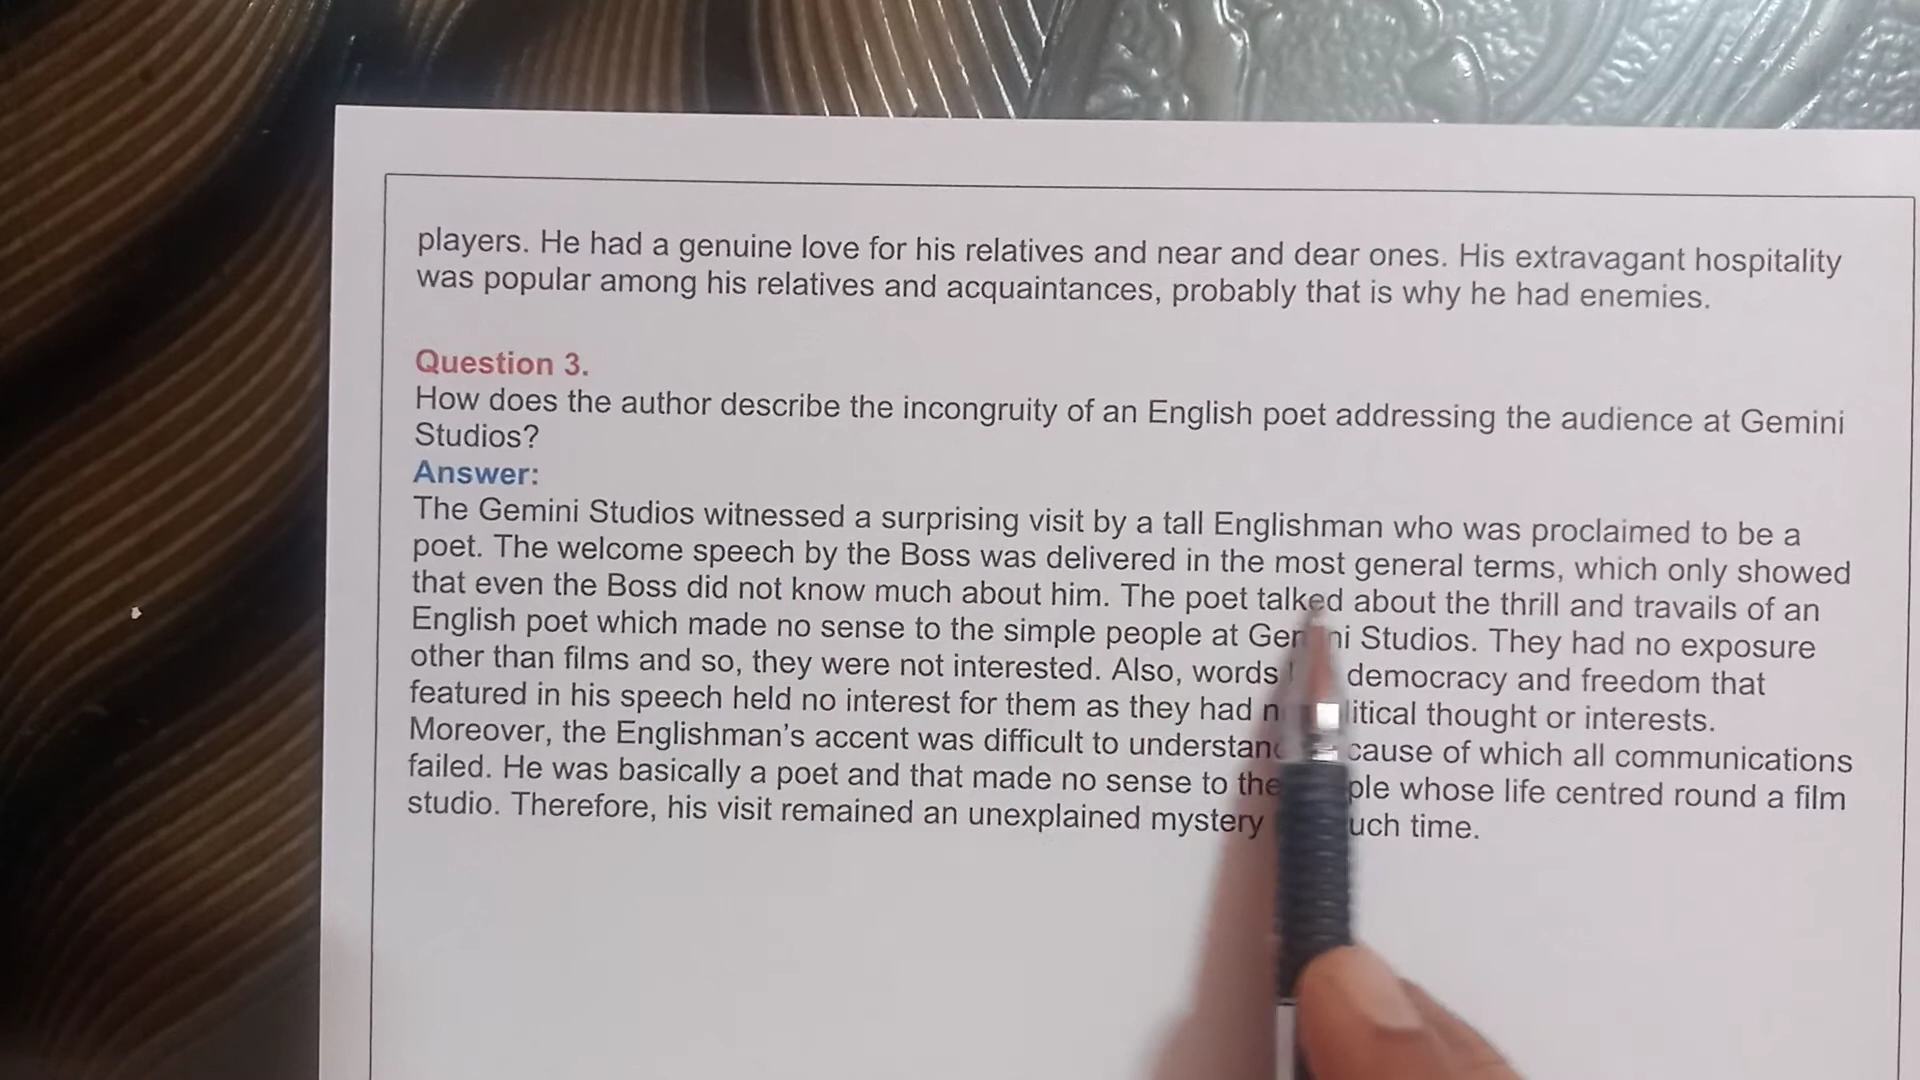 players. He had a genuine love for his relatives and near and dear ones. His extravagant hospitality
was popular among his relatives and acquaintances, probably that is why he had enemies.
Question 3.
How does the author describe the incongruity of an English poet addressing the audience at Gemini
Studios?
Answer:
The Gemini Studios witnessed a surprising visit by a tall Englishman who was proclaimed to be a
poet. The welcome speech by the Boss was delivered in the most general terms, which only showed
that even the Boss did not know much about him. The poet talked about the thrill and travails of an
English poet which made no sense to the simple people at Gemini Studios. They had no exposure
other than films and so, they were not interested. Also, words democracy and freedom that
featured in his speech held no interest for them as they had thought or interests.
Moreover, the Englishman's accent was difficult to understand cause of which all communications
failed. He was basically a poet and that made no sense to the whose life centred round a film
studio. Therefore, his visit remained an unexplained mystery time.